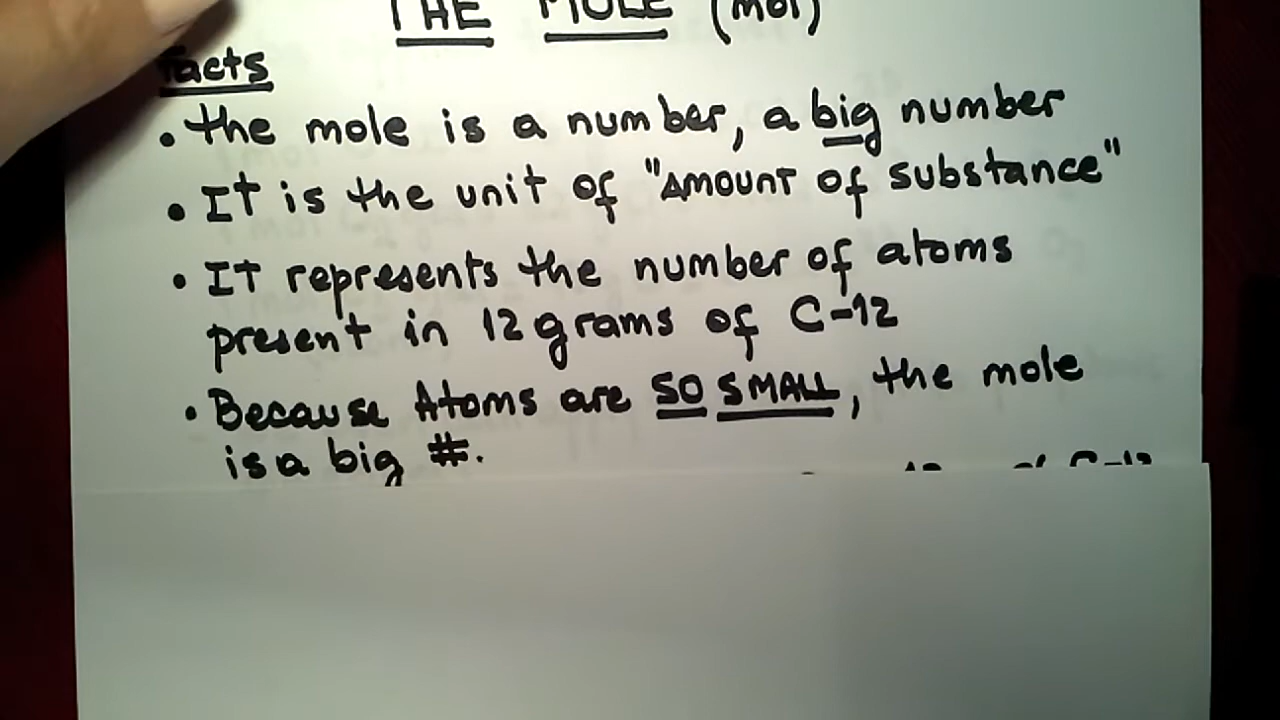 THE MOLE (mol)
facts
• the mole is a number, a big number
• It is the unit of "AMOUNT of substance"
• It represents the number of atoms
present in 12 grams of C-12
• Because Atoms are SO SMALL, the mole
is a big #.